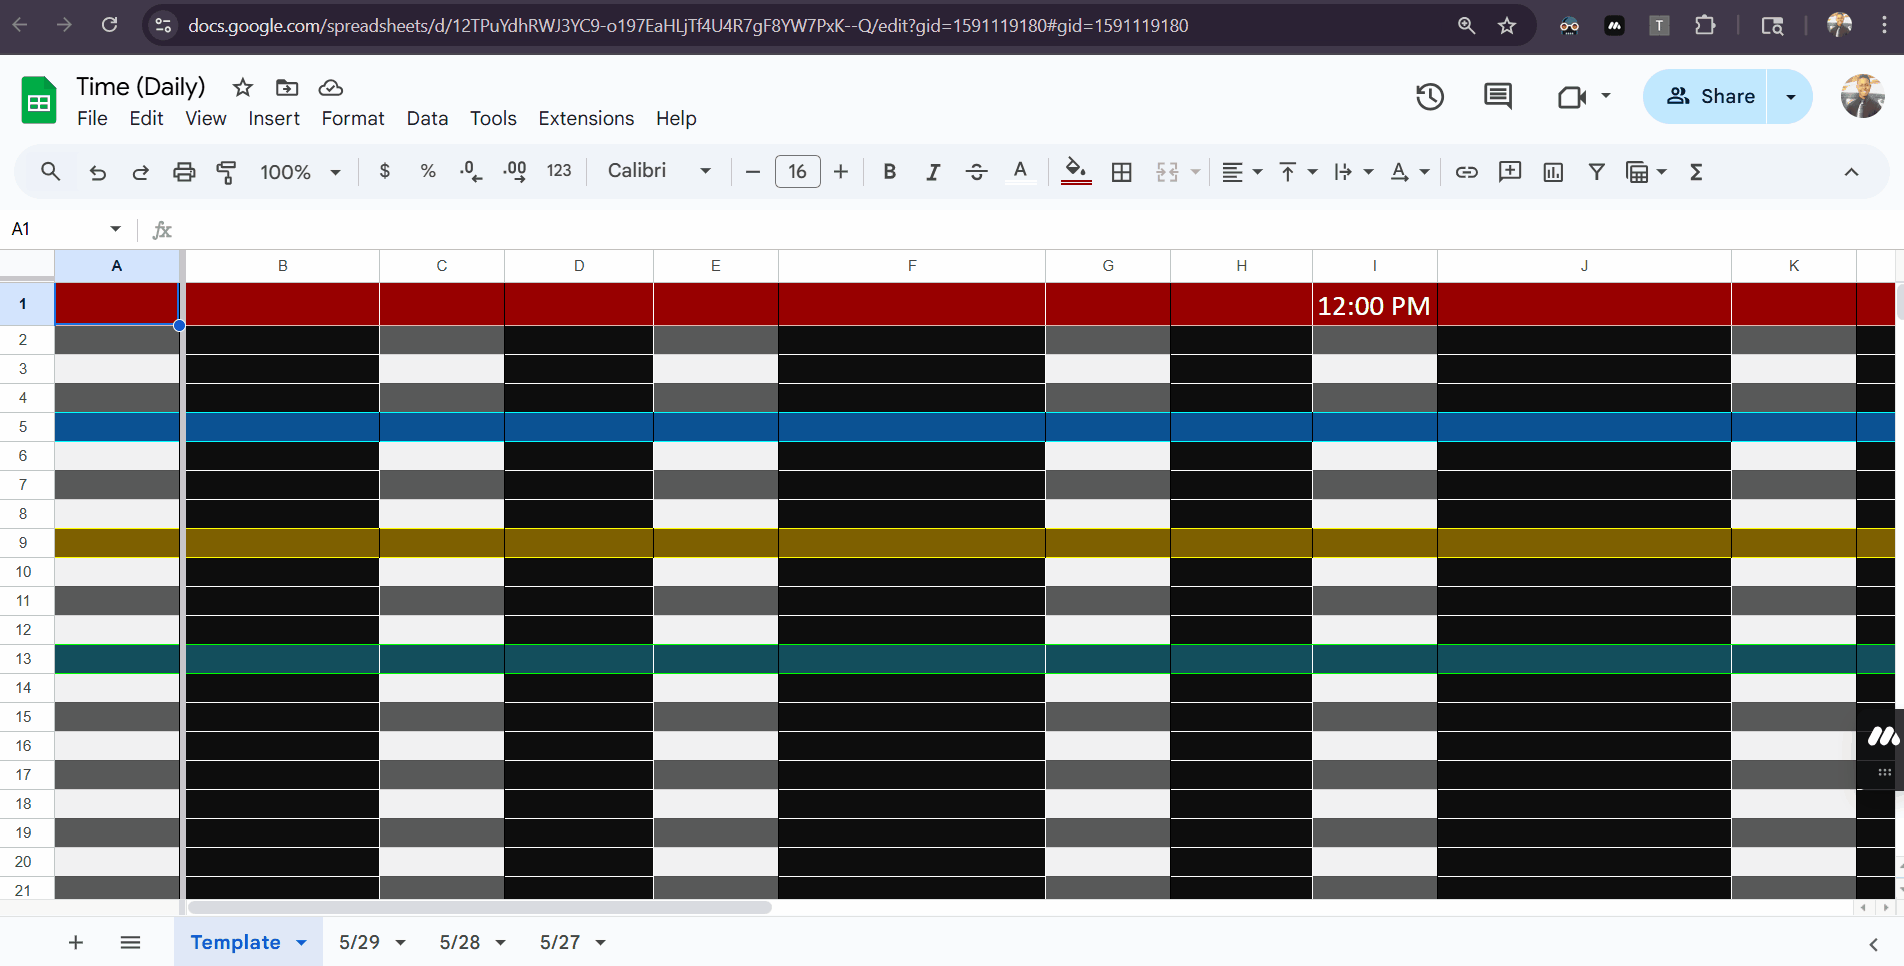 docs.google.com/spreadsheets/d/12TPuYdhRWJ3YC9-o197EaHLjTf4U4R7gF8YW7PxK--Q/edit?gid=1591119180#gid=1591119180
T
Time (Daily)
File Edit View Insert Format Data Tools Extensions Help
Share
100% $ % .0 .00 123 Calibri 16 B I S A A Σ
A1 fx
A B C D E F G H I J K
1 12:00 PM
2
3
4
5
6
7
8
9
10
11
12
13
14
15
16
17
18
19
20
21
Template 5/29 5/28 5/27